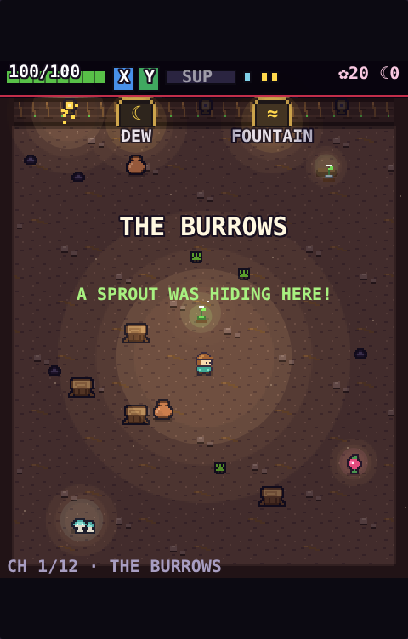 100/100 X Y SUP ✿20 ☾0
DEW FOUNTAIN
THE BURROWS
A SPROUT WAS HIDING HERE!
CH 1/12 · THE BURROWS